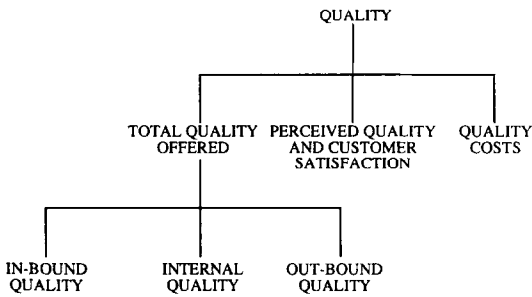 QUALITY
TOTAL QUALITY
OFFERED
PERCEIVED QUALITY
AND CUSTOMER
SATISFACTION
QUALITY
COSTS
IN-BOUND
QUALITY
INTERNAL
QUALITY
OUT-BOUND
QUALITY